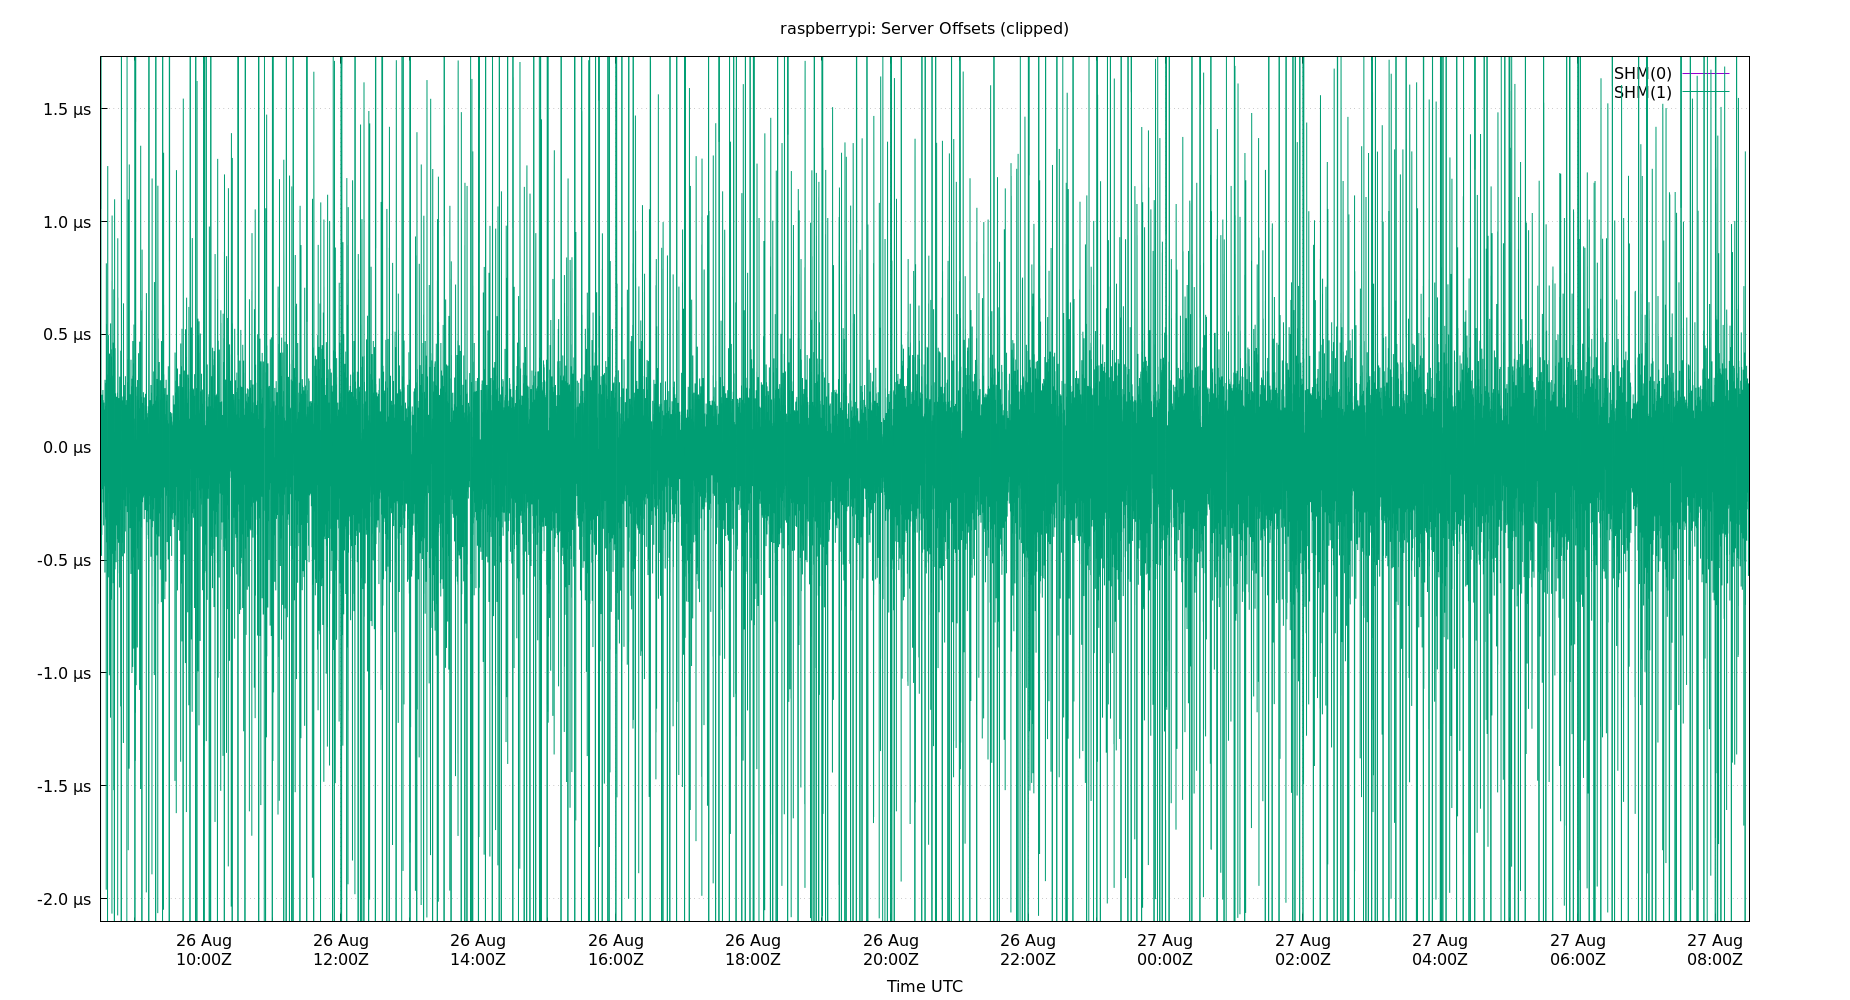 raspberrypi: Server Offsets (clipped)
SHM(0)
SHM(1)
1.5 µs
1.0 µs
0.5 µs
0.0 µs
-0.5 µs
-1.0 µs
-1.5 µs
-2.0 µs
26 Aug 26 Aug 26 Aug 26 Aug 26 Aug 26 Aug 26 Aug 27 Aug 27 Aug 27 Aug 27 Aug 27 Aug
10:00Z 12:00Z 14:00Z 16:00Z 18:00Z 20:00Z 22:00Z 00:00Z 02:00Z 04:00Z 06:00Z 08:00Z
Time UTC